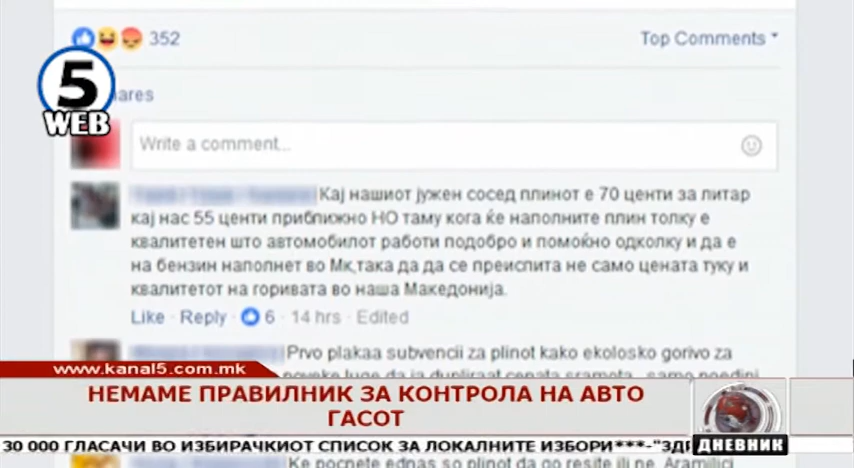 352
Top Comments
5
WEB
Write a comment...
Кај нашиот јужен сосед плинот е 70 центи за литар
кај нас 55 центи приближно НО таму кога ќе наполните плин толку е
квалитетен што автомобилот работи подобро и помоќно одколку и да е
на бензин наполнет во Мк,така да да се преиспита не само цената туку и
квалитетот на горивата во наша Македонија.
Like · Reply · 6 · 14 hrs · Edited
Prvo plakaa subvencii za plinot kako ekolosko gorivo za
www.kanal5.com.mk
НЕМАМЕ ПРАВИЛНИК ЗА КОНТРОЛА НА АВТО
ГАСОТ
ДНЕВНИК
30 000 ГЛАСАЧИ ВО ИЗБИРАЧКИОТ СПИСОК ЗА ЛОКАЛНИТЕ ИЗБОРИ***-"ЗДР
Ke pocnete ednas so plinot da go resite ili ne. Aramilici